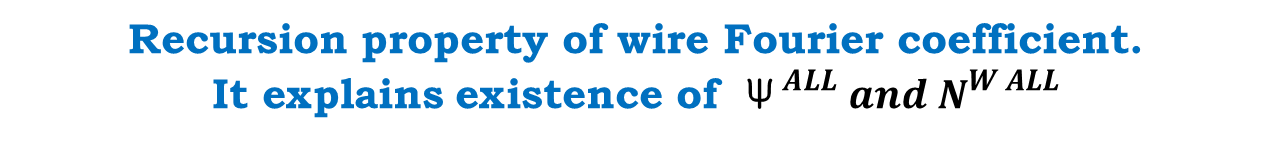 Recursion property of wire Fourier coefficient.
It explains existence of ψ^ALL and N^W ALL